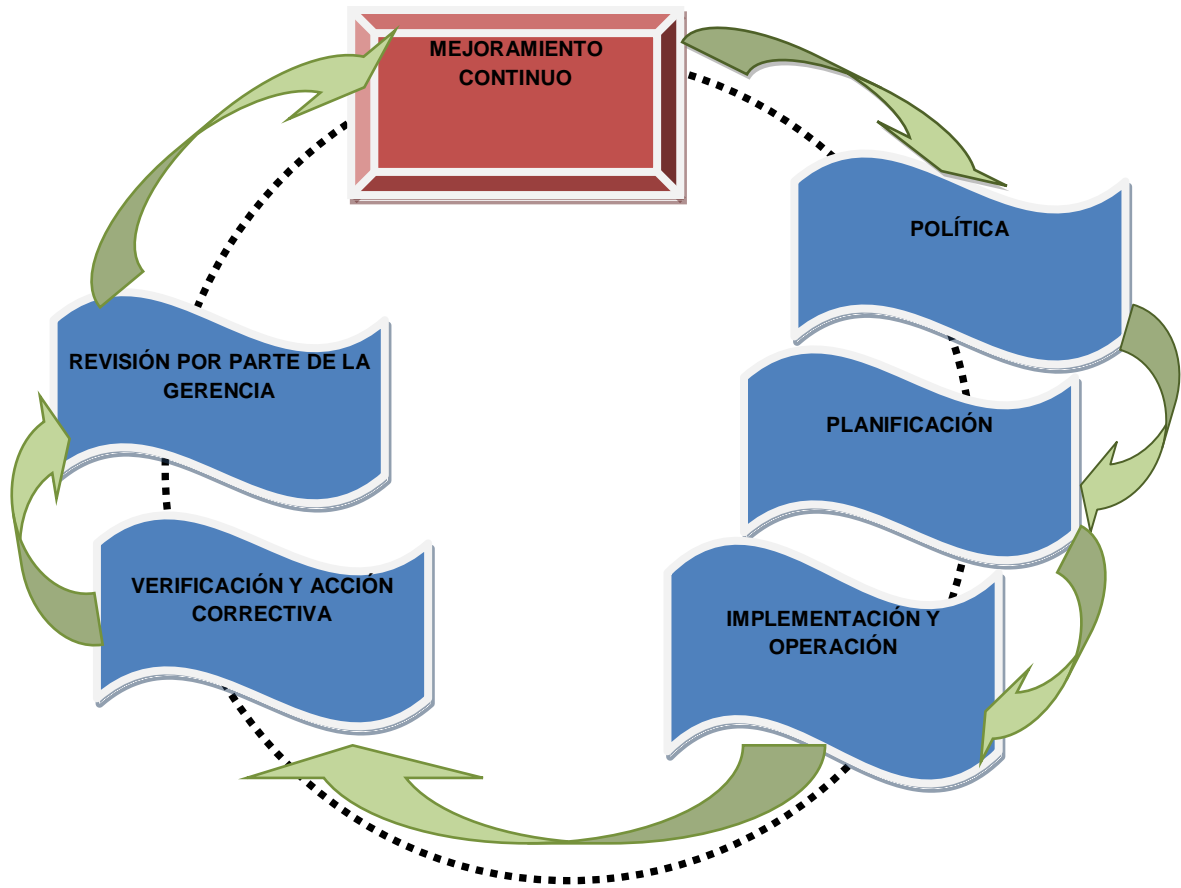 MEJORAMIENTO
CONTINUO
POLÍTICA
PLANIFICACIÓN
IMPLEMENTACIÓN Y
OPERACIÓN
VERIFICACIÓN Y ACCIÓN
CORRECTIVA
REVISIÓN POR PARTE DE LA
GERENCIA